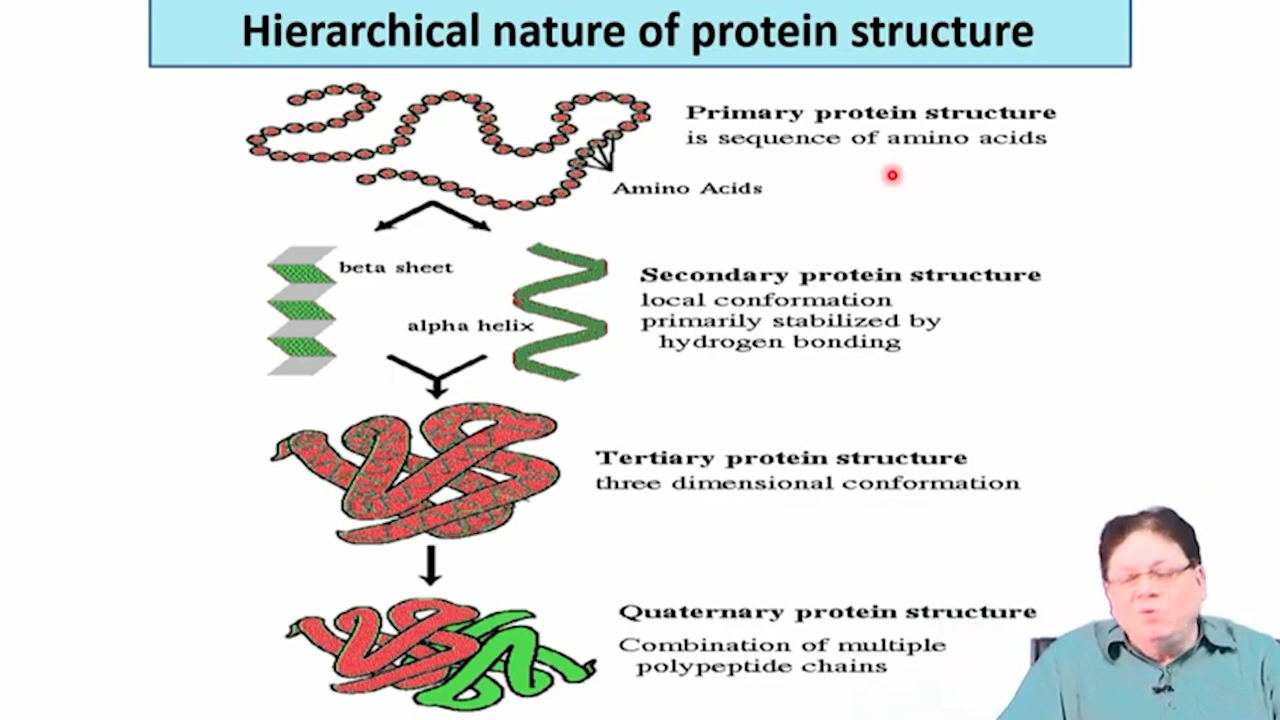 Hierarchical nature of protein structure
Primary protein structure
is sequence of amino acids
Amino Acids
beta sheet
alpha helix
Secondary protein structure
local conformation
primarily stabilized by
hydrogen bonding
Tertiary protein structure
three dimensional conformation
Quaternary protein structure
Combination of multiple
polypeptide chains